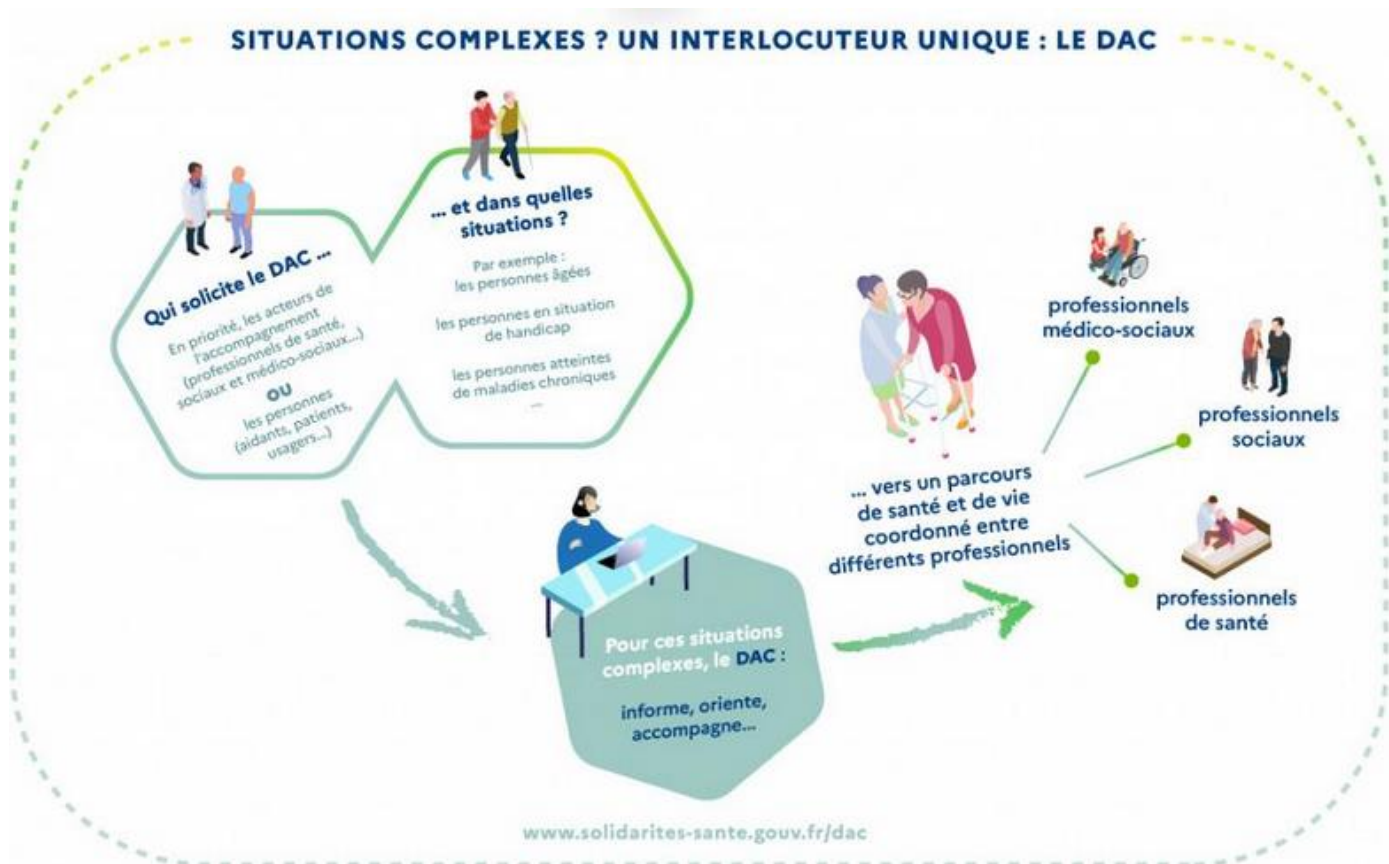 SITUATIONS COMPLEXES ? UN INTERLOCUTEUR UNIQUE : LE DAC
Qui solicite le DAC ...
En priorité, les acteurs de
l'accompagnement
(professionnels de santé,
sociaux et médico-sociaux...)
OU
les personnes
(aidants, patients,
usagers...)
... et dans quelles
situations ?
Par exemple :
les personnes âgées
les personnes en situation
de handicap
les personnes atteintes
de maladies chroniques
...
Pour ces situations
complexes, le DAC :
informe, oriente,
accompagne...
... vers un parcours
de santé et de vie
coordonné entre
différents professionnels
professionnels
médico-sociaux
professionnels
sociaux
professionnels
de santé
www.solidarites-sante.gouv.fr/dac